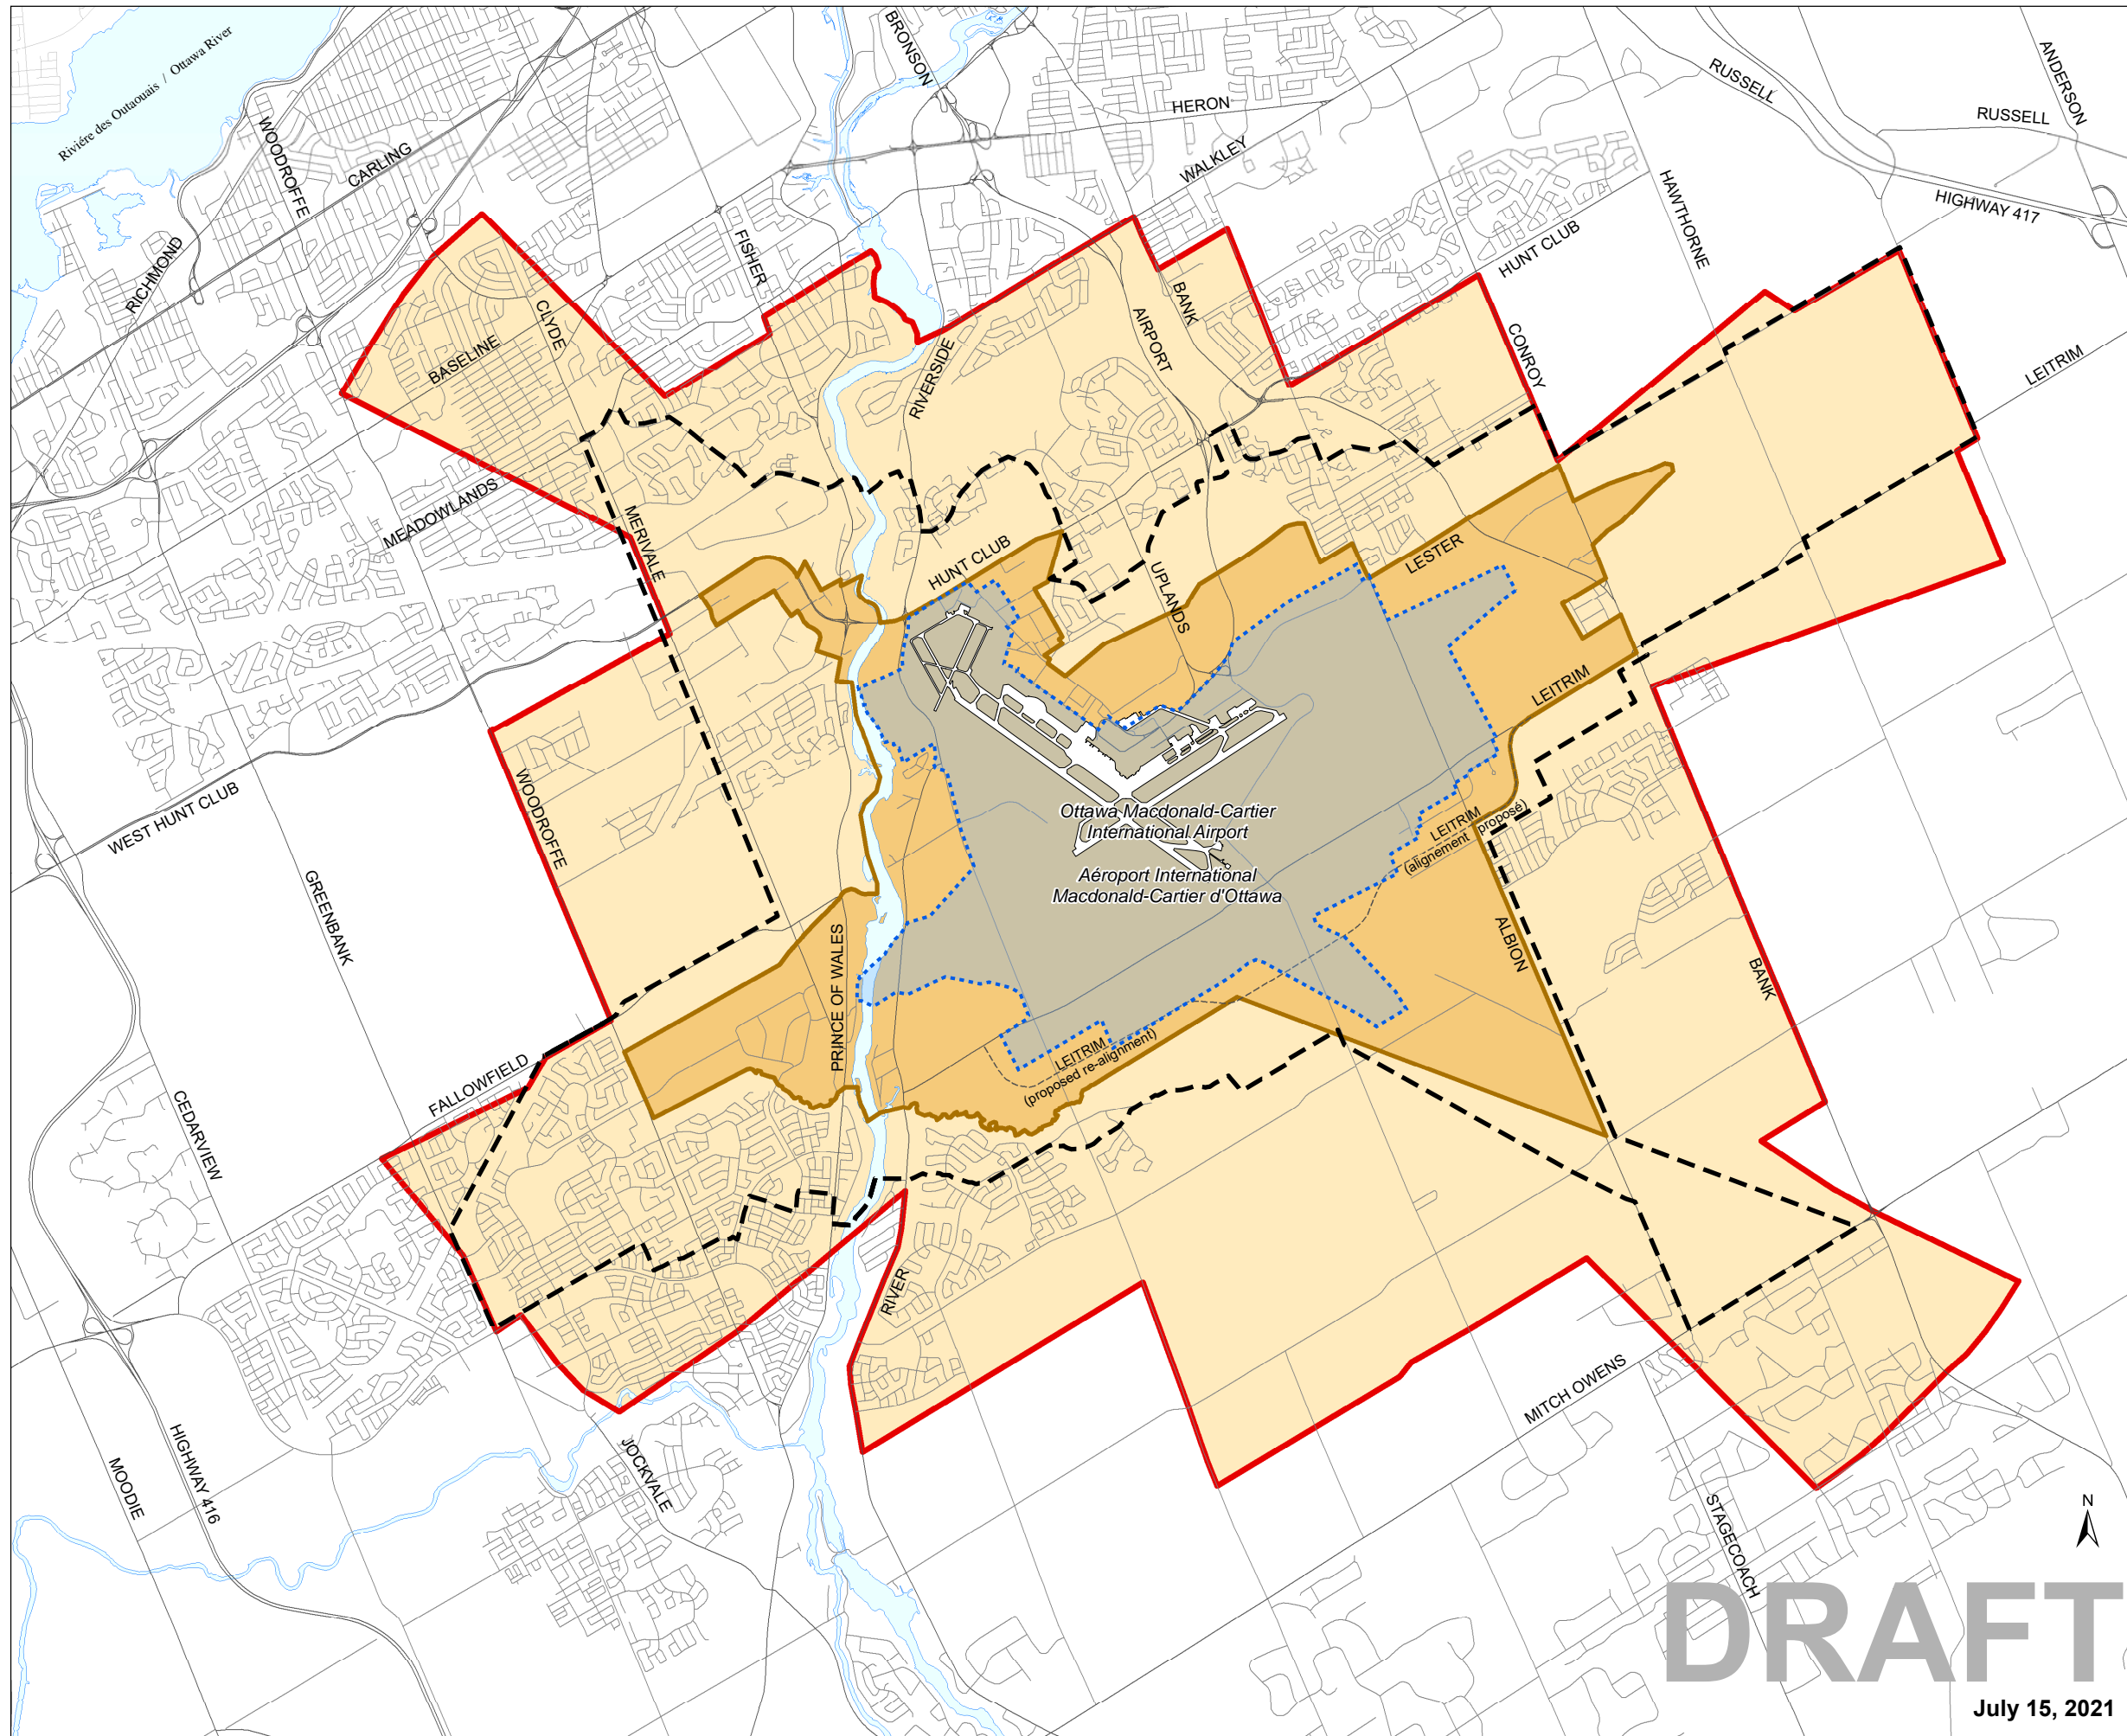 Riviére des Outaouais / Ottawa River
BRONSON
ANDERSON
RUSSELL
RUSSELL
HERON
WOODROFFE
CARLING
WALKLEY
HAWTHORNE
HIGHWAY 417
FISHER
RICHMOND
HUNT CLUB
BANK
AIRPORT
CLYDE
BASELINE
RIVERSIDE
CONROY
LEITRIM
MEADOWLANDS
MERIVALE
HUNT CLUB
LESTER
UPLANDS
LEITRIM
WOODROFFE
WEST HUNT CLUB
Ottawa Macdonald-Cartier
International Airport
Aéroport International
Macdonald-Cartier d'Ottawa
LEITRIM
(alignement proposé)
GREENBANK
PRINCE OF WALES
ALBION
BANK
LEITRIM
(proposed re-alignment)
FALLOWFIELD
CEDARVIEW
RIVER
MITCH OWENS
JOCKVALE
HIGHWAY 416
MOODIE
STAGECOACH
N
DRAFT
July 15, 2021